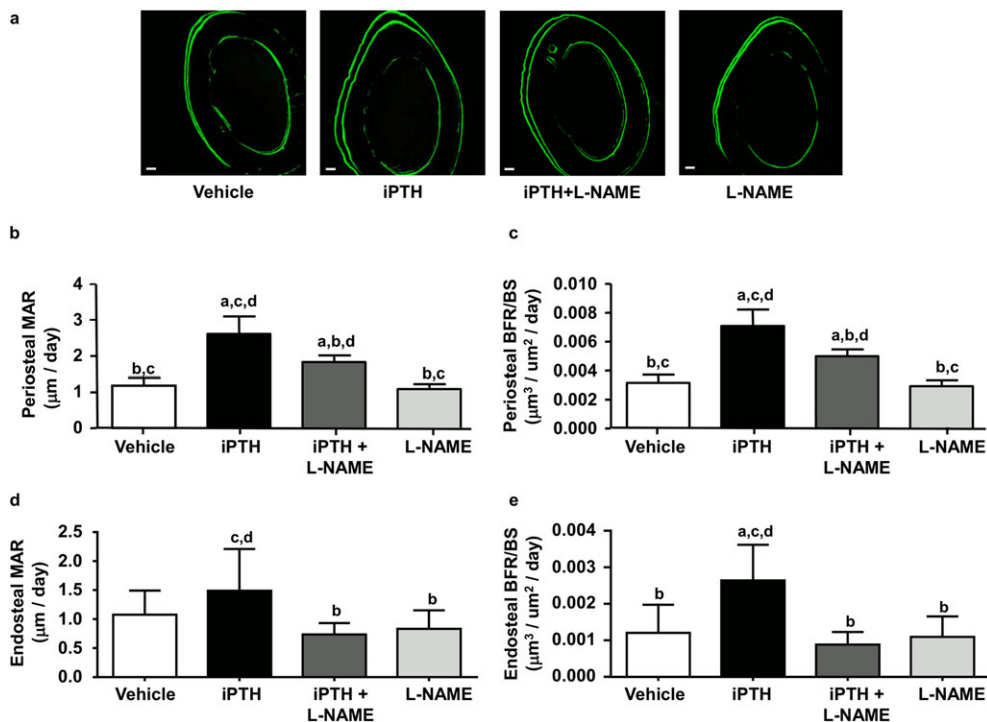 a
Vehicle
iPTH
iPTH+L-NAME
L-NAME
b
Periosteal MAR
(μm / day)
4
3
2
1
0
b,c
a,c,d
a,b,d
b,c
Vehicle
iPTH
iPTH +
L-NAME
L-NAME
c
Periosteal BFR/BS
(μm³ / um² / day)
0.010
0.008
0.006
0.004
0.002
0.000
b,c
a,c,d
a,b,d
b,c
Vehicle
iPTH
iPTH +
L-NAME
L-NAME
d
Endosteal MAR
(μm / day)
2.5
2.0
1.5
1.0
0.5
0.0
c,d
b
b
Vehicle
iPTH
iPTH +
L-NAME
L-NAME
e
Endosteal BFR/BS
(μm³ / um² / day)
0.004
0.003
0.002
0.001
0.000
b
a,c,d
b
b
Vehicle
iPTH
iPTH +
L-NAME
L-NAME